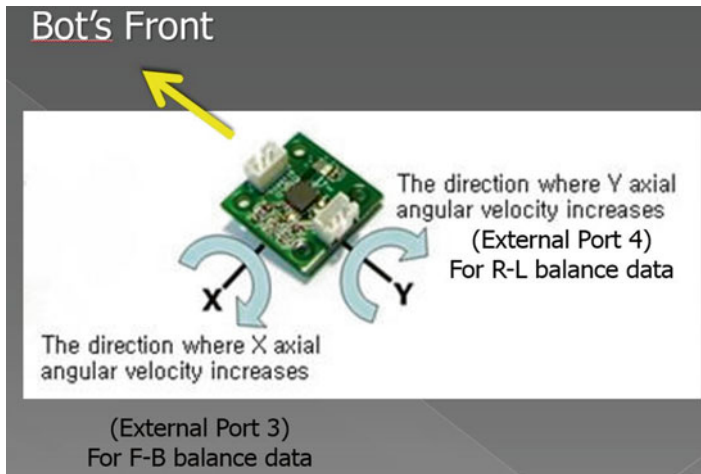 Bot's Front
The direction where Y axial
angular velocity increases
(External Port 4)
For R-L balance data
X
Y
The direction where X axial
angular velocity increases
(External Port 3)
For F-B balance data